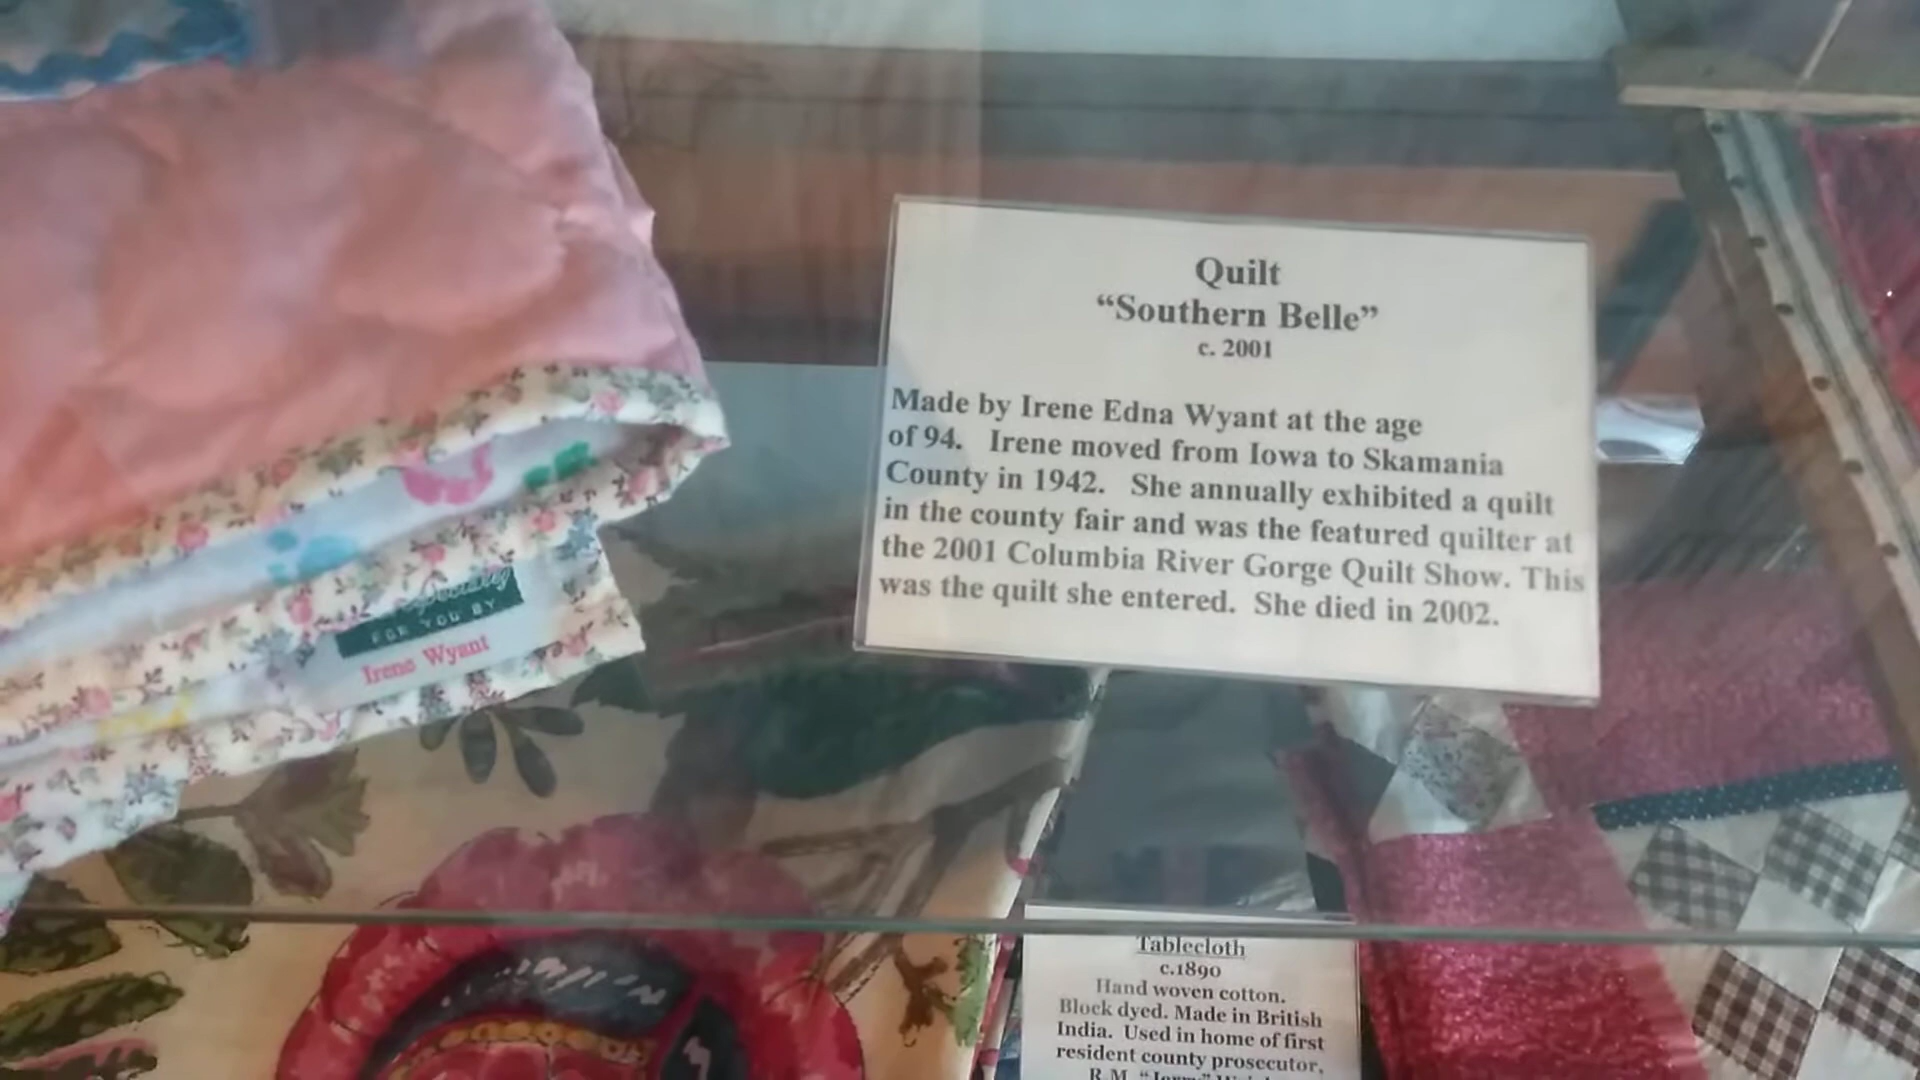 Quilt
“Southern Belle”
c. 2001
Made by Irene Edna Wyant at the age
of 94. Irene moved from Iowa to Skamania
County in 1942. She annually exhibited a quilt
in the county fair and was the featured quilter at
the 2001 Columbia River Gorge Quilt Show. This
was the quilt she entered. She died in 2002.
FOR YOU BY
Irene Wyant
Tablecloth
c.1890
Hand woven cotton.
Block dyed. Made in British
India. Used in home of first
resident county prosecutor,
R.M.